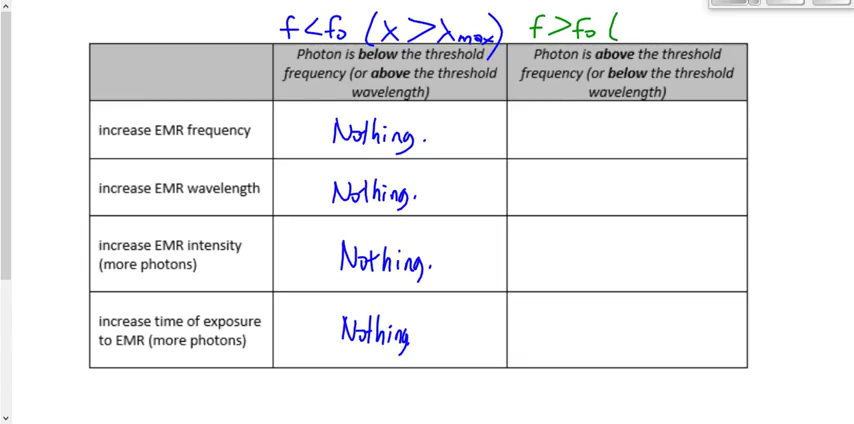 f < f₀ (λ > λmax)
f > f₀ (
Photon is below the threshold
frequency (or above the threshold
wavelength)
Photon is above the threshold
frequency (or below the threshold
wavelength)
increase EMR frequency
Nothing.
increase EMR wavelength
Nothing.
increase EMR intensity
(more photons)
Nothing.
increase time of exposure
to EMR (more photons)
Nothing